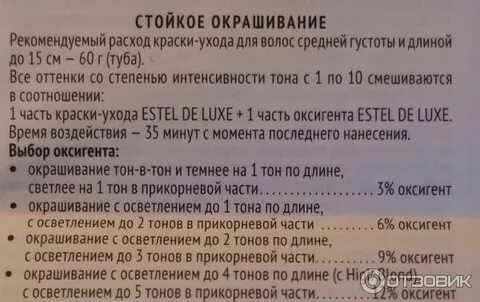 СТОЙКОЕ ОКРАШИВАНИЕ
Рекомендуемый расход краски-ухода для волос средней густоты и длиной
до 15 см — 60 г (туба).
Все оттенки со степенью интенсивности тона с 1 по 10 смешиваются
в соотношении:
1 часть краски-ухода ESTEL DE LUXE + 1 часть оксигента ESTEL DE LUXE.
Время воздействия — 35 минут с момента последнего нанесения.
Выбор оксигента:
• окрашивание тон-в-тон и темнее на 1 тон по длине,
светлее на 1 тон в прикорневой части.................... 3% оксигент
• окрашивание с осветлением до 1 тона по длине,
с осветлением до 2 тонов в прикорневой части .......... 6% оксигент
• окрашивание с осветлением до 2 тонов по длине,
с осветлением до 3 тонов в прикорневой части .......... 9% оксигент
• окрашивание с осветлением до 4 тонов по длине (с High Blond),
с осветлением до 5 тонов в прикорневой части........... 12% оксигент
ОТЗОВИК